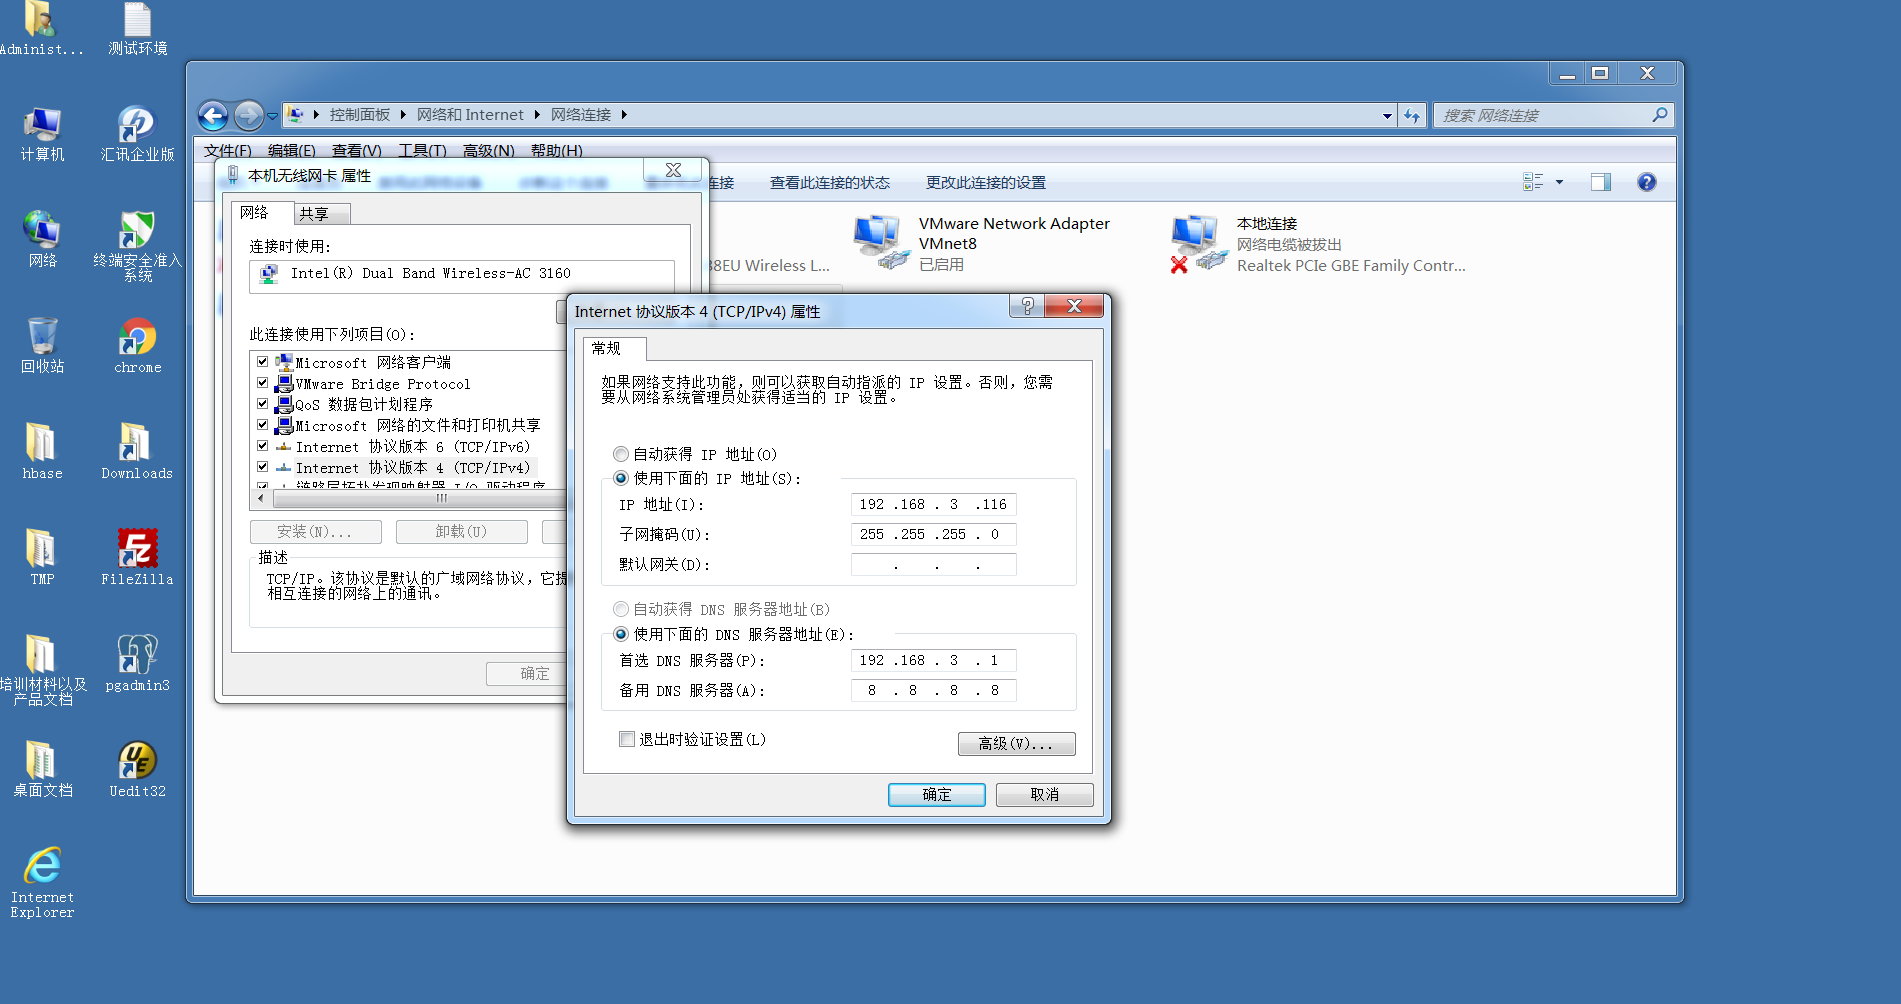 Administ...
测试环境
计算机
汇讯企业版
网络
终端安全准入
系统
回收站
chrome
hbase
Downloads
TMP
FileZilla
培训材料以及
产品文档
pgadmin3
桌面文档
Uedit32
Internet
Explorer
控制面板
网络和 Internet
网络连接
搜索 网络连接
文件(F)
编辑(E)
查看(V)
工具(T)
高级(N)
帮助(H)
连接
查看此连接的状态
更改此连接的设置
88EU Wireless L...
VMware Network Adapter
VMnet8
已启用
本地连接
网络电缆被拔出
Realtek PCIe GBE Family Contr...
本机无线网卡 属性
网络
共享
连接时使用:
Intel(R) Dual Band Wireless-AC 3160
此连接使用下列项目(O):
Microsoft 网络客户端
VMware Bridge Protocol
QoS 数据包计划程序
Microsoft 网络的文件和打印机共享
Internet 协议版本 6 (TCP/IPv6)
Internet 协议版本 4 (TCP/IPv4)
链路层拓扑发现映射器 I/O 驱动程序
安装(N)...
卸载(U)
描述
TCP/IP。该协议是默认的广域网络协议，它提
相互连接的网络上的通讯。
确定
Internet 协议版本 4 (TCP/IPv4) 属性
常规
如果网络支持此功能，则可以获取自动指派的 IP 设置。否则，您需
要从网络系统管理员处获得适当的 IP 设置。
自动获得 IP 地址(O)
使用下面的 IP 地址(S):
IP 地址(I):
192 .168 . 3 .116
子网掩码(U):
255 .255 .255 . 0
默认网关(D):
. . .
自动获得 DNS 服务器地址(B)
使用下面的 DNS 服务器地址(E):
首选 DNS 服务器(P):
192 .168 . 3 . 1
备用 DNS 服务器(A):
8 . 8 . 8 . 8
退出时验证设置(L)
高级(V)...
确定
取消